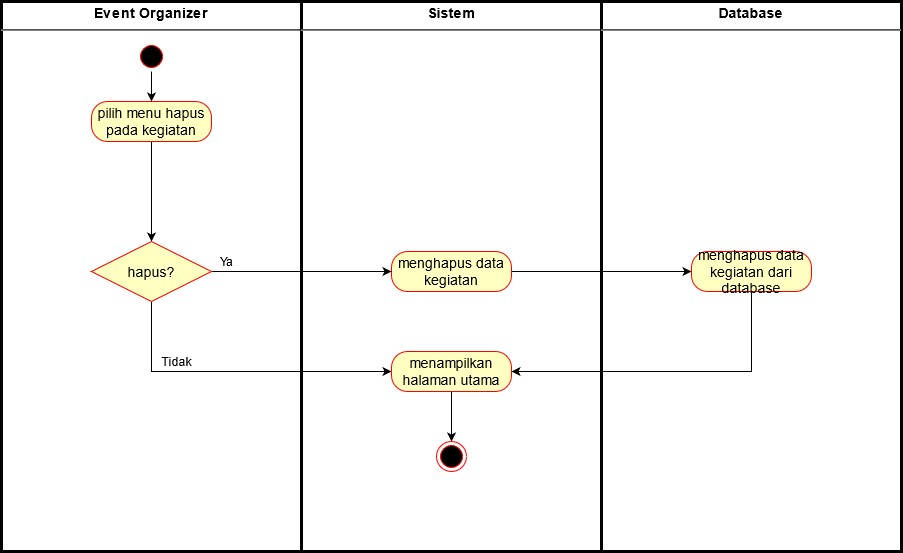 Event Organizer
Sistem
Database
pilih menu hapus
pada kegiatan
hapus?
Ya
menghapus data
kegiatan
menghapus data
kegiatan dari
database
Tidak
menampilkan
halaman utama